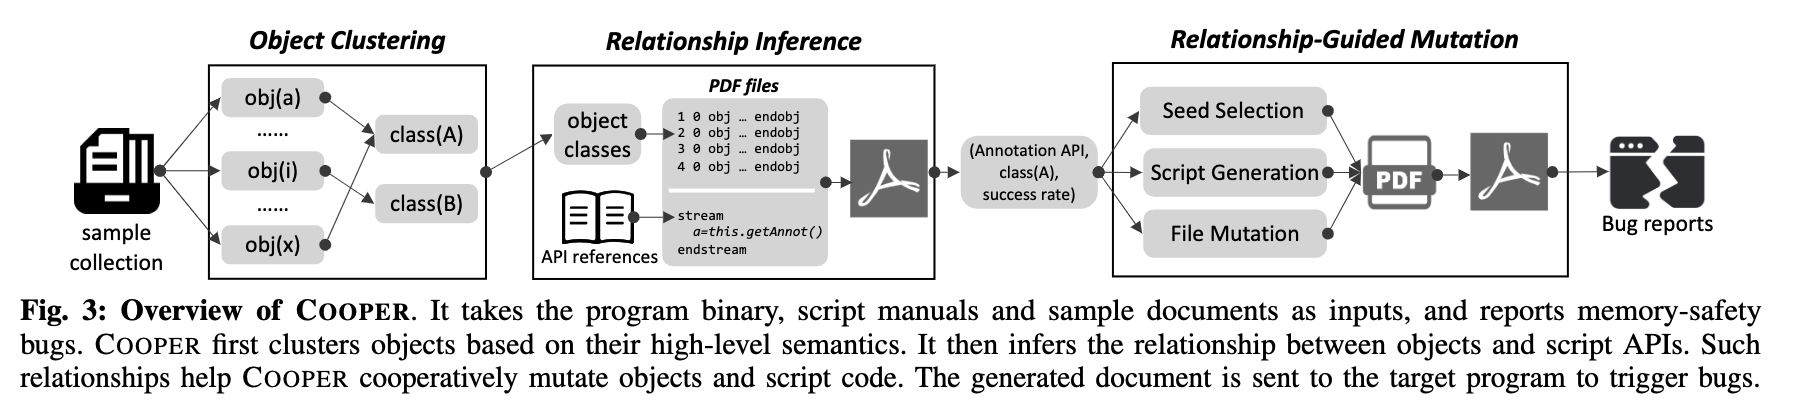 Object Clustering
Relationship Inference
Relationship-Guided Mutation
sample
collection
obj(a)
......
obj(i)
......
obj(x)
class(A)
class(B)
object
classes
API references
PDF files
1 0 obj … endobj
2 0 obj … endobj
3 0 obj … endobj
4 0 obj … endobj
stream
a=this.getAnnot()
endstream
(Annotation API,
class(A),
success rate)
Seed Selection
Script Generation
File Mutation
PDF
Bug reports
Fig. 3: Overview of COOPER. It takes the program binary, script manuals and sample documents as inputs, and reports memory-safety
bugs. COOPER first clusters objects based on their high-level semantics. It then infers the relationship between objects and script APIs. Such
relationships help COOPER cooperatively mutate objects and script code. The generated document is sent to the target program to trigger bugs.